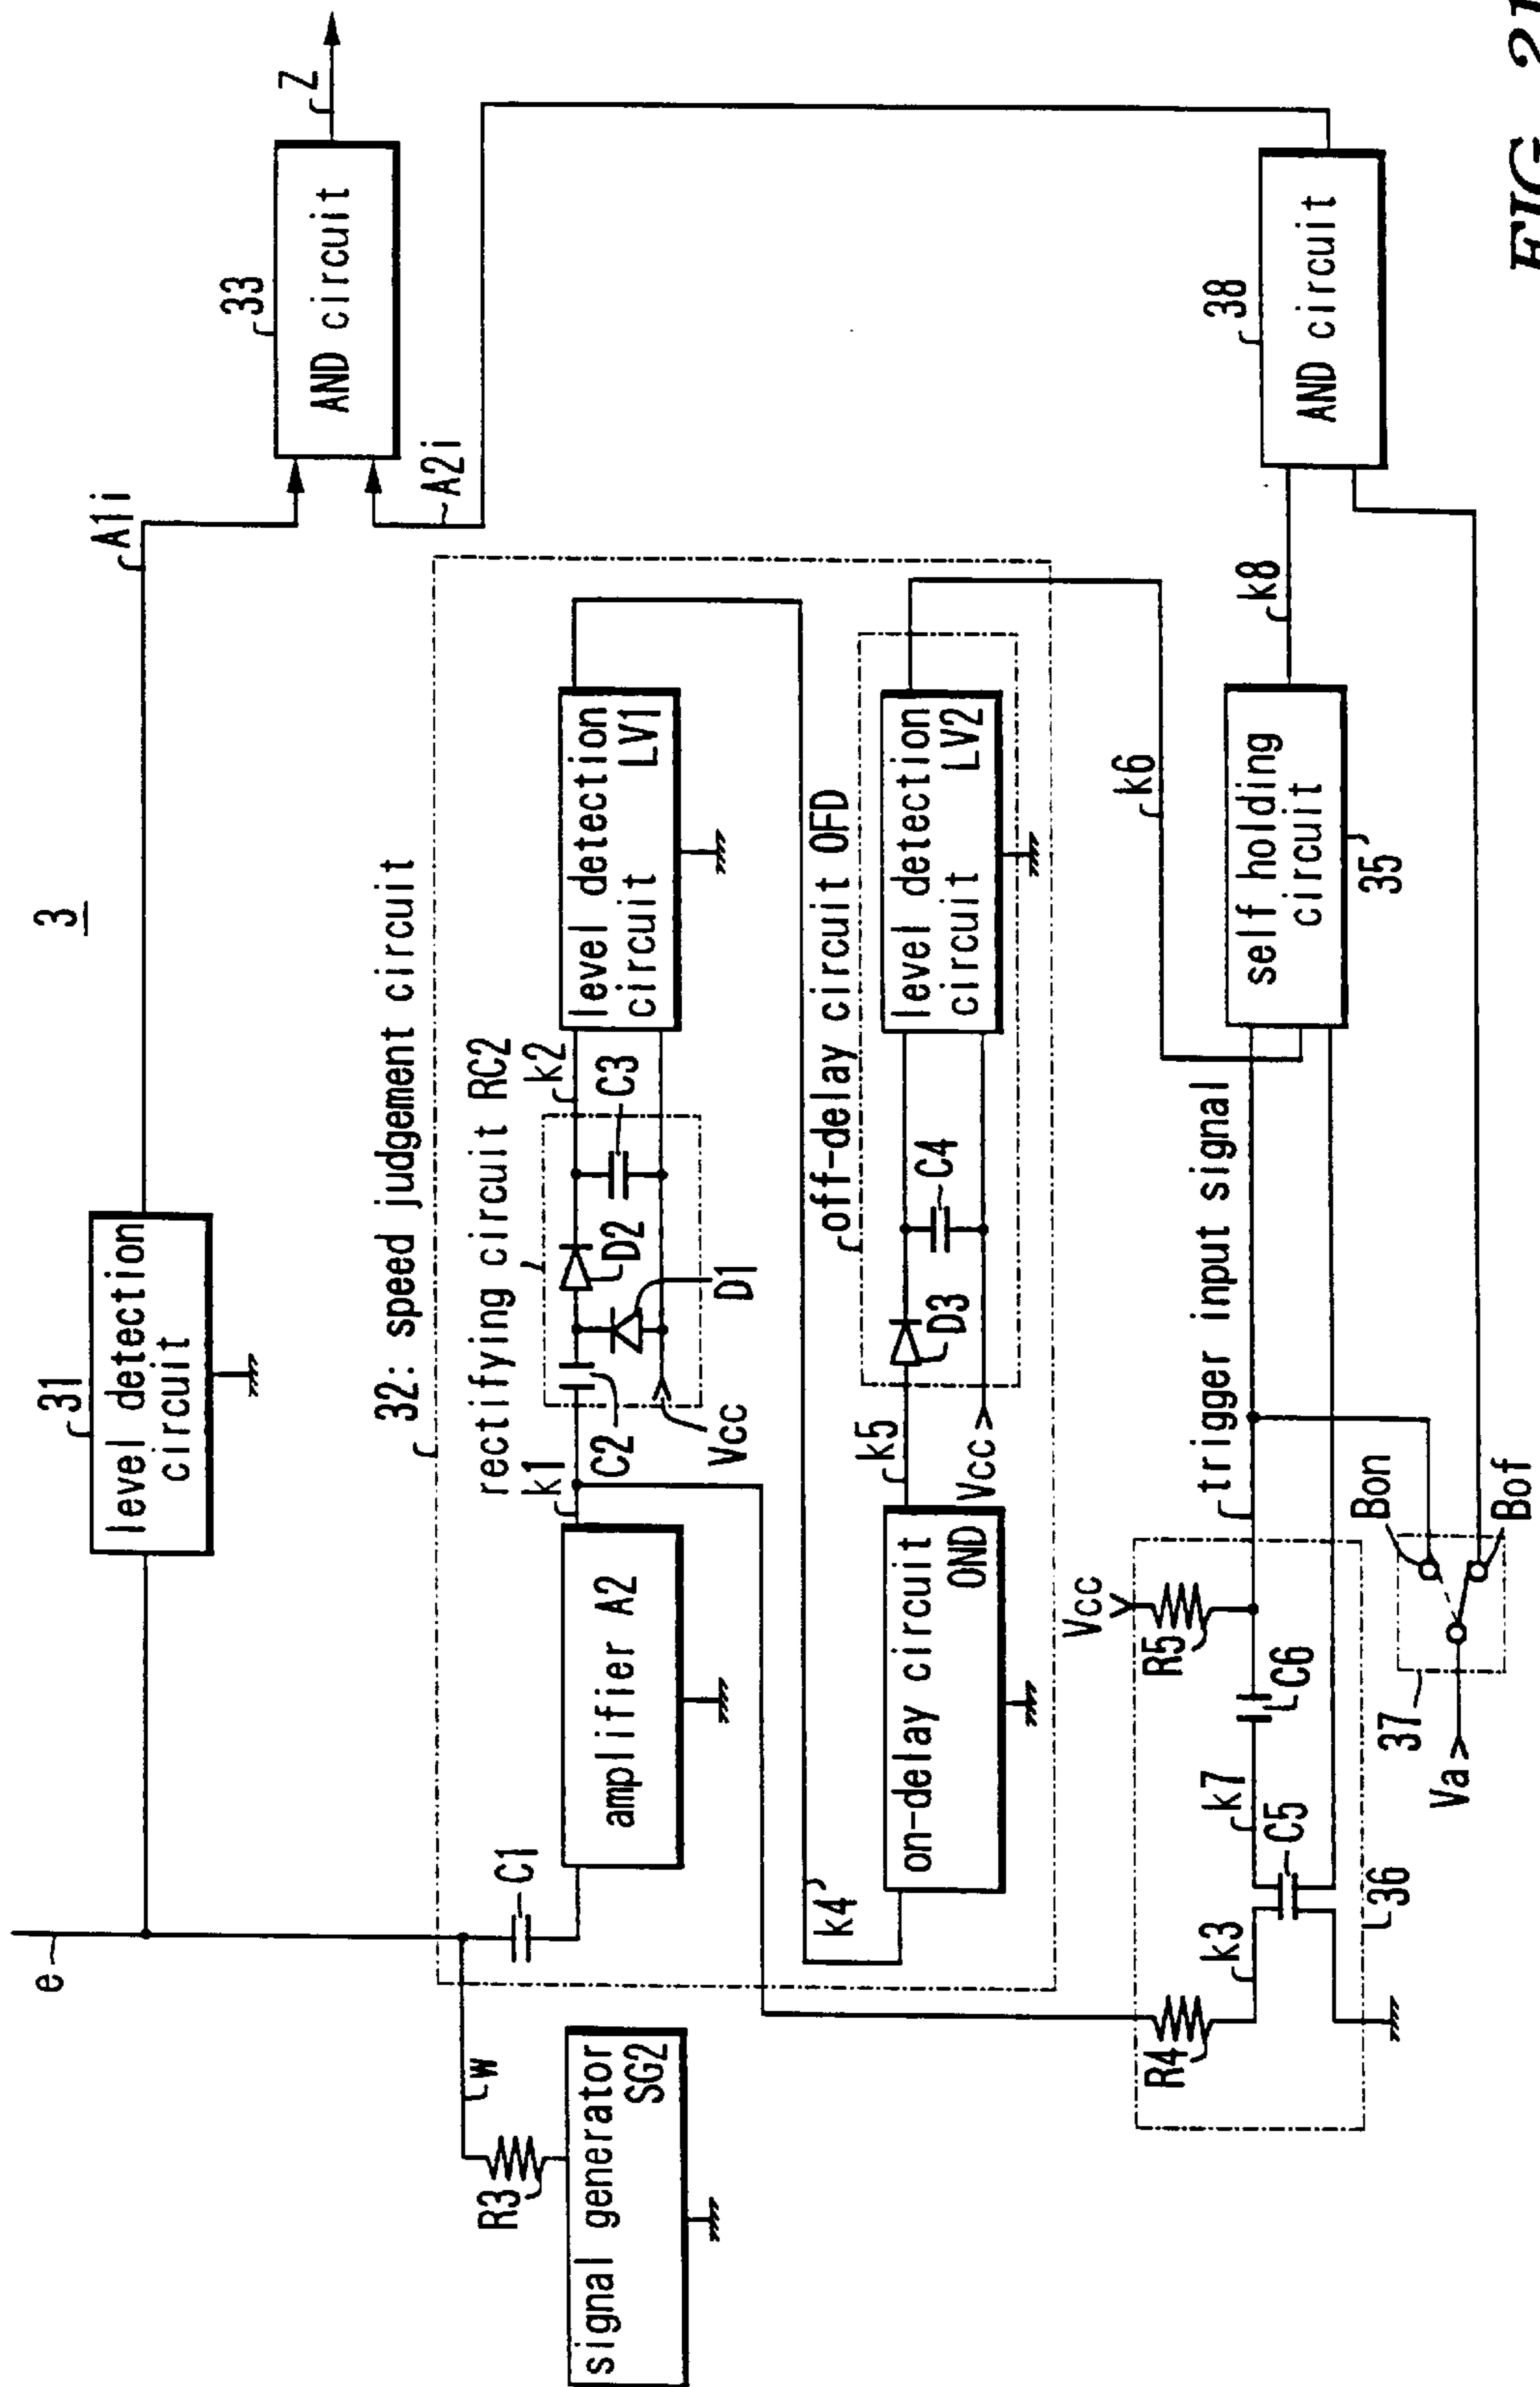 3
e
31
level detection
circuit
A1i
33
AND circuit
Z
A2i
32: speed judgement circuit
w
R3
signal generator
SG2
C1
amplifier A2
k1
rectifying circuit RC2
C2
Vcc
D1
D2
C3
k2
level detection
circuit LV1
k4
on-delay circuit
OND
k5
Vcc
off-delay circuit OFD
D3
C4
level detection
circuit LV2
k6
R4
k3
36
C5
k7
C6
R5
Vcc
trigger input signal
self holding
circuit
35
k8
38
AND circuit
Va
37
Bon
Bof